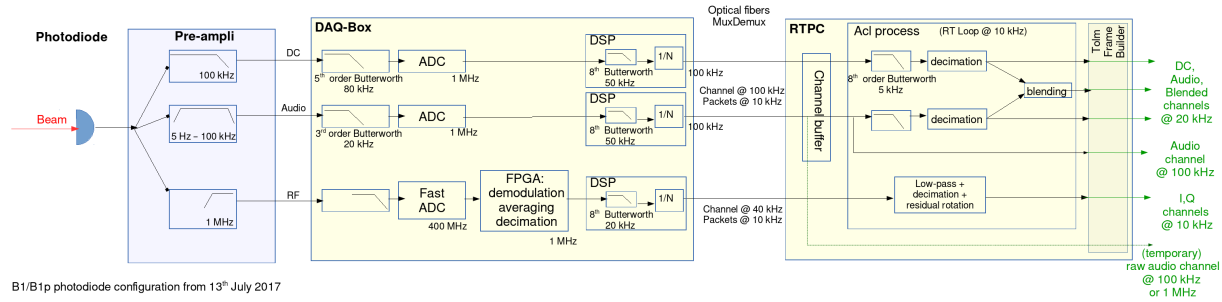 Photodiode
Beam
Pre-ampli
100 kHz
5 Hz – 100 kHz
1 MHz
DC
Audio
RF
DAQ-Box
5th order Butterworth
80 kHz
ADC
1 MHz
DSP
1/N
8th Butterworth
50 kHz
100 kHz
3rd order Butterworth
20 kHz
ADC
1 MHz
DSP
1/N
8th Butterworth
50 kHz
100 kHz
Fast
ADC
400 MHz
FPGA:
demodulation
averaging
decimation
1 MHz
DSP
1/N
8th Butterworth
20 kHz
Optical fibers
MuxDemux
Channel @ 100 kHz
Packets @ 10 kHz
Channel @ 40 kHz
Packets @ 10 kHz
RTPC
Channel buffer
Acl process
(RT Loop @ 10 kHz)
8th order Butterworth
5 kHz
decimation
blending
decimation
Low-pass +
decimation +
residual rotation
Tolm
Frame
Builder
DC,
Audio,
Blended
channels
@ 20 kHz
Audio
channel
@ 100 kHz
I,Q
channels
@ 10 kHz
(temporary)
raw audio channel
@ 100 kHz
or 1 MHz
B1/B1p photodiode configuration from 13th July 2017